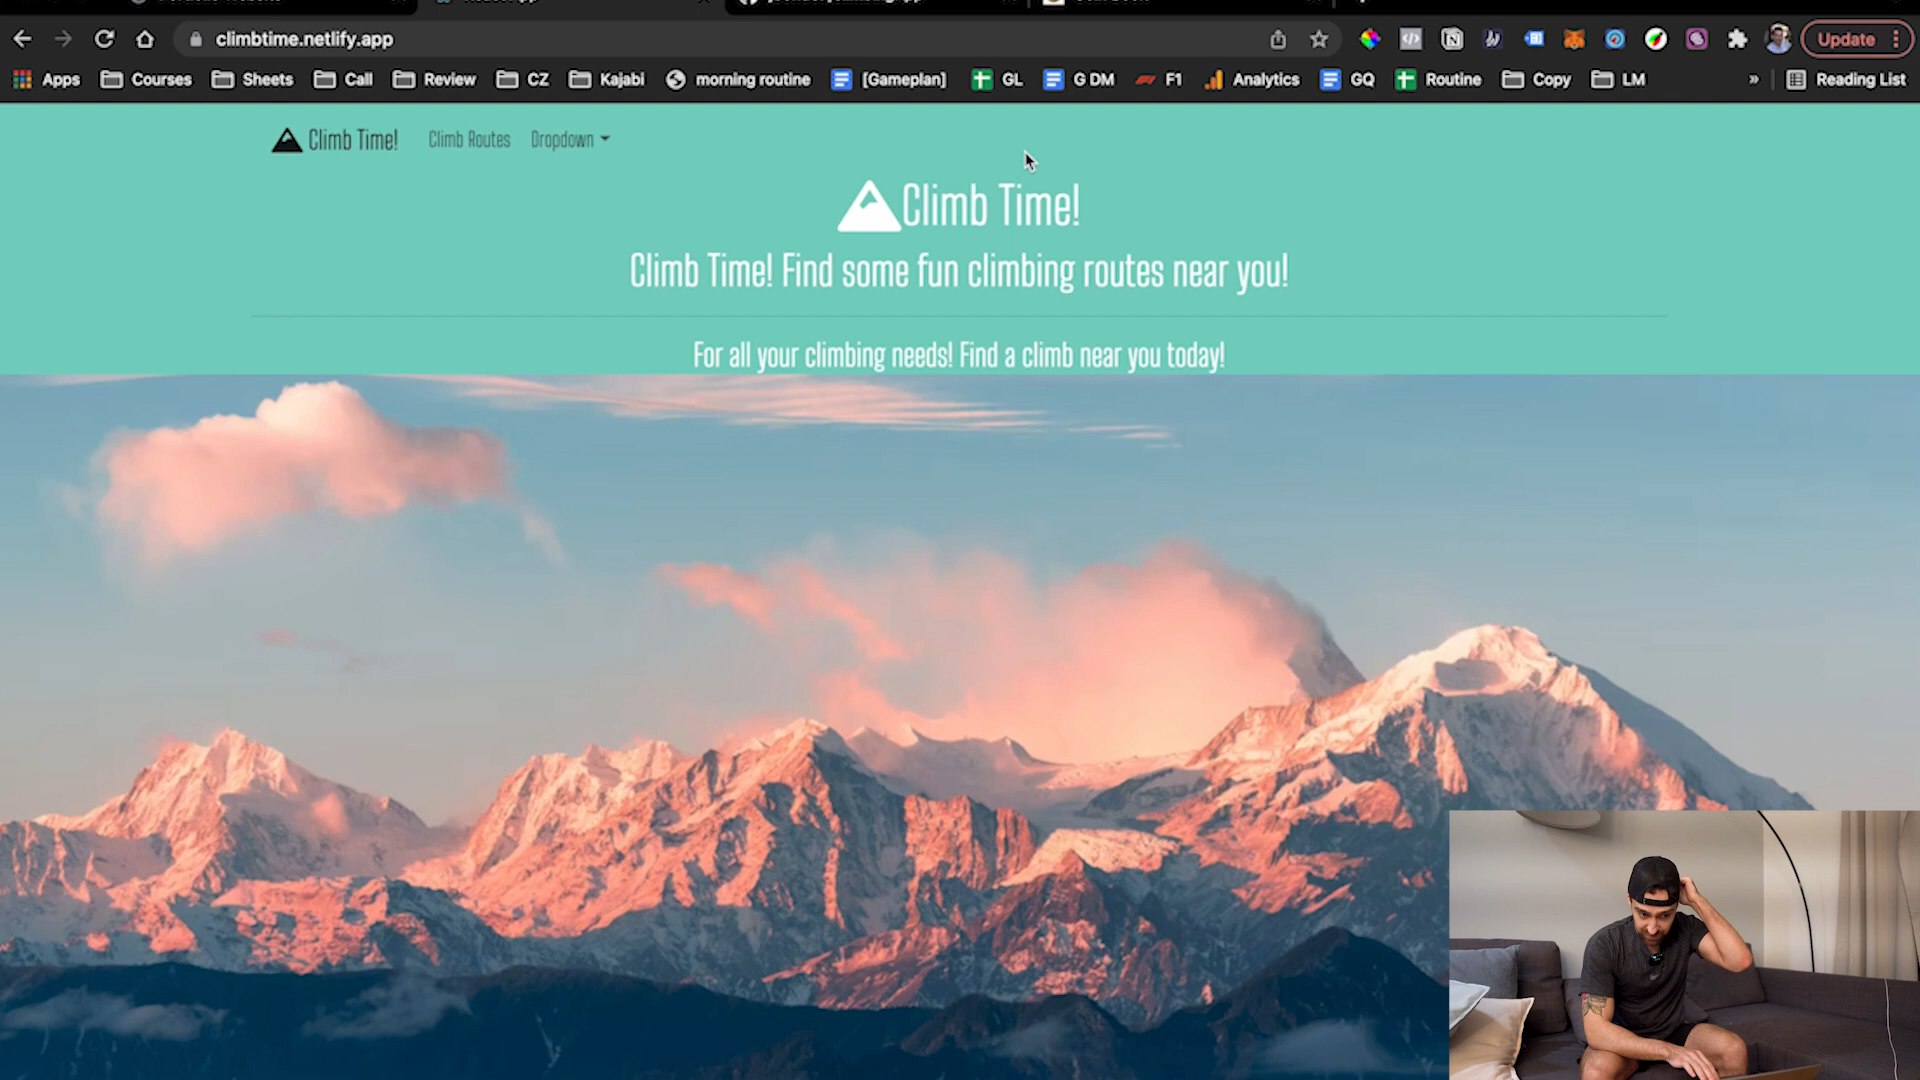 climbtime.netlify.app
Update
Apps Courses Sheets Call Review CZ Kajabi morning routine [Gameplan] GL G DM F1 Analytics GQ Routine Copy LM » Reading List
Climb Time! Climb Routes Dropdown
Climb Time!
Climb Time! Find some fun climbing routes near you!
For all your climbing needs! Find a climb near you today!